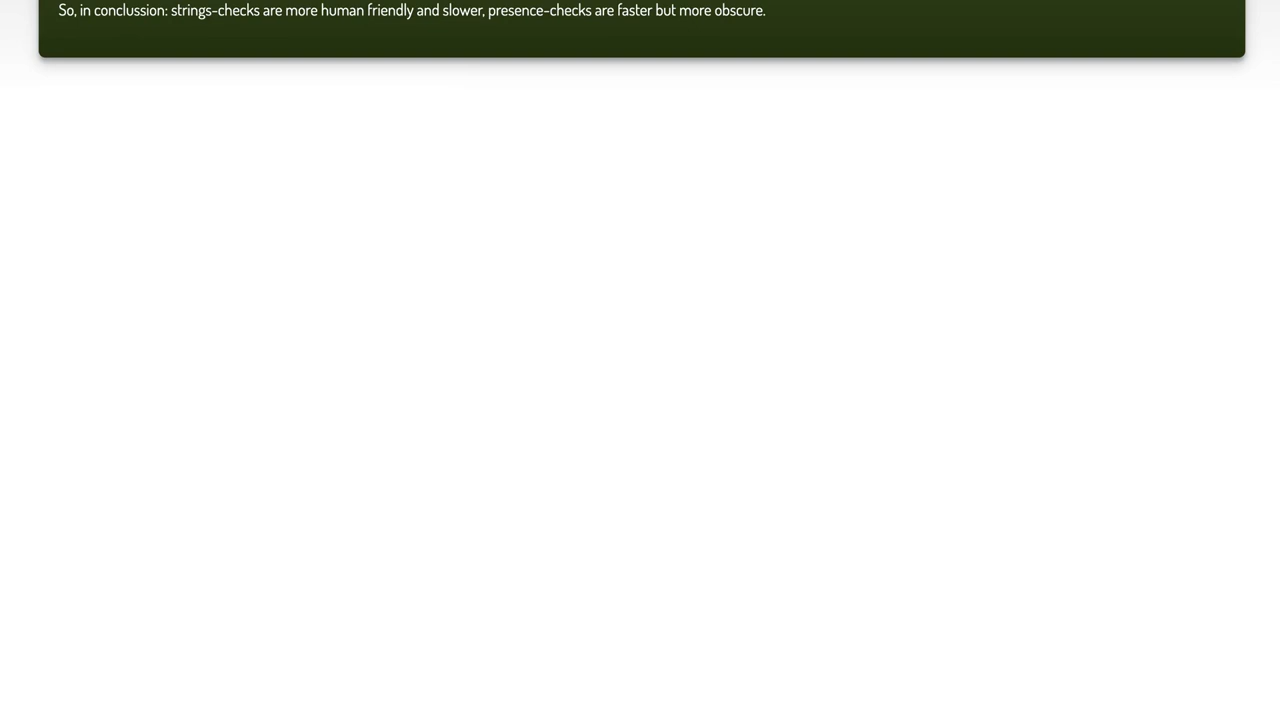 So, in conclussion: strings-checks are more human friendly and slower, presence-checks are faster but more obscure.